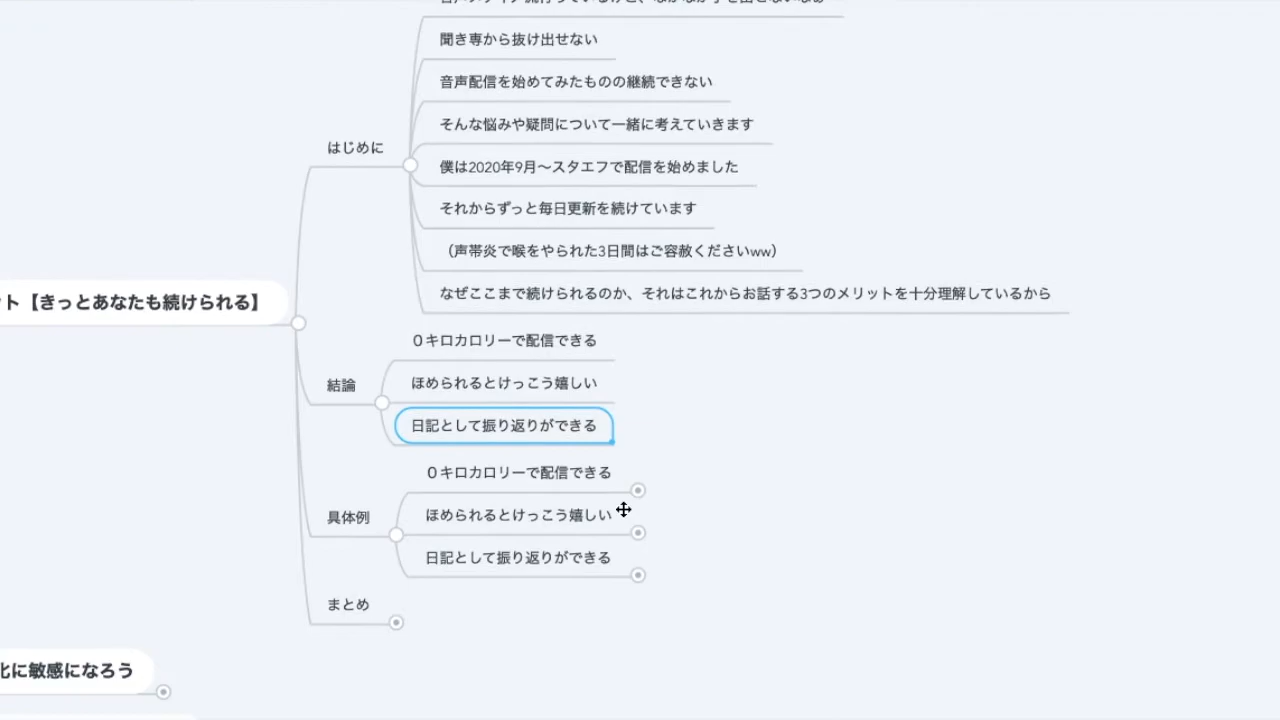 聞き専から抜け出せない
音声配信を始めてみたものの継続できない
そんな悩みや疑問について一緒に考えていきます
はじめに
僕は2020年9月〜スタエフで配信を始めました
それからずっと毎日更新を続けています
（声帯炎で喉をやられた3日間はご容赦くださいww）
なぜここまで続けられるのか、それはこれからお話する3つのメリットを十分理解しているから
ット【きっとあなたも続けられる】
０キロカロリーで配信できる
結論
ほめられるとけっこう嬉しい
日記として振り返りができる
０キロカロリーで配信できる
具体例
ほめられるとけっこう嬉しい
日記として振り返りができる
まとめ
化に敏感になろう